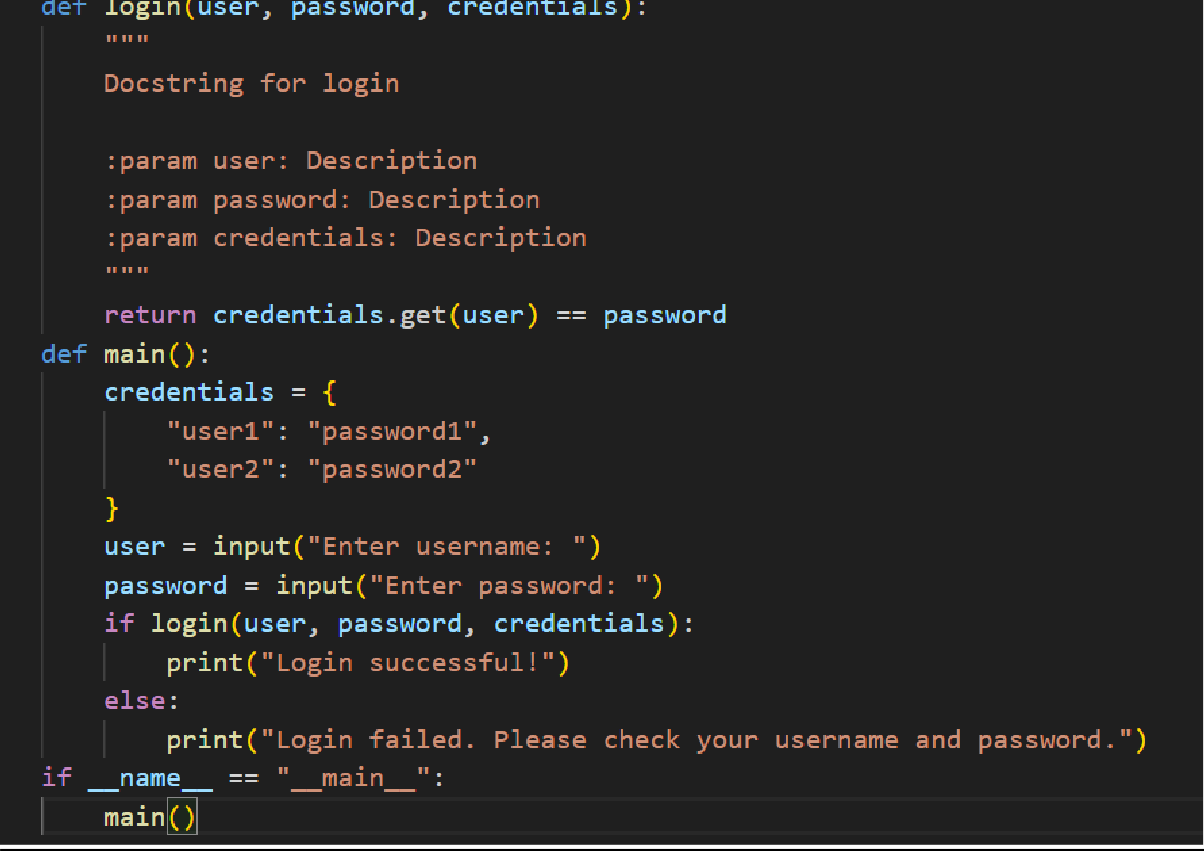 def login(user, password, credentials):
    """
    Docstring for login

    :param user: Description
    :param password: Description
    :param credentials: Description
    """
    return credentials.get(user) == password
def main():
    credentials = {
        "user1": "password1",
        "user2": "password2"
    }
    user = input("Enter username: ")
    password = input("Enter password: ")
    if login(user, password, credentials):
        print("Login successful!")
    else:
        print("Login failed. Please check your username and password.")
if __name__ == "__main__":
    main()